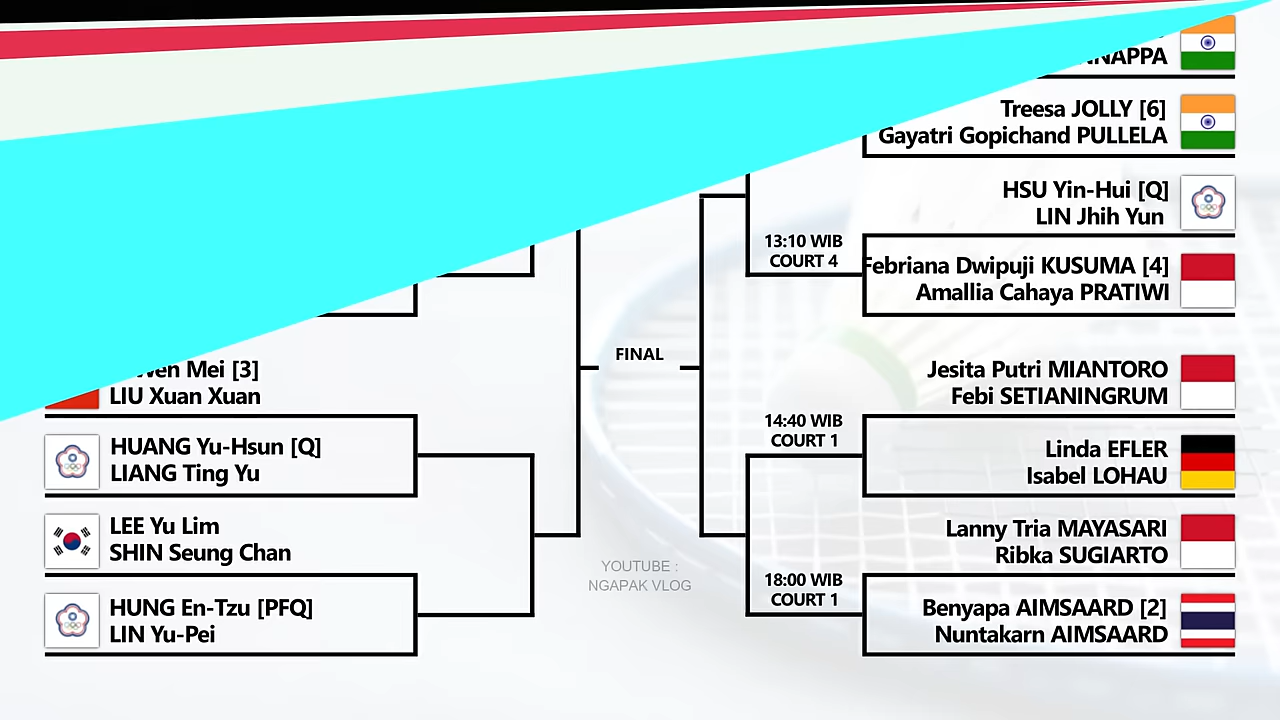 Treesa JOLLY [6]
Gayatri Gopichand PULLELA
HSU Yin-Hui [Q]
LIN Jhih Yun
13:10 WIB
COURT 4
Febriana Dwipuji KUSUMA [4]
Amallia Cahaya PRATIWI
FINAL
Mei [3]
LIU Xuan Xuan
HUANG Yu-Hsun [Q]
LIANG Ting Yu
LEE Yu Lim
SHIN Seung Chan
HUNG En-Tzu [PFQ]
LIN Yu-Pei
YOUTUBE :
NGAPAK VLOG
Jesita Putri MIANTORO
Febi SETIANINGRUM
14:40 WIB
COURT 1
Linda EFLER
Isabel LOHAU
Lanny Tria MAYASARI
Ribka SUGIARTO
18:00 WIB
COURT 1
Benyapa AIMSAARD [2]
Nuntakarn AIMSAARD